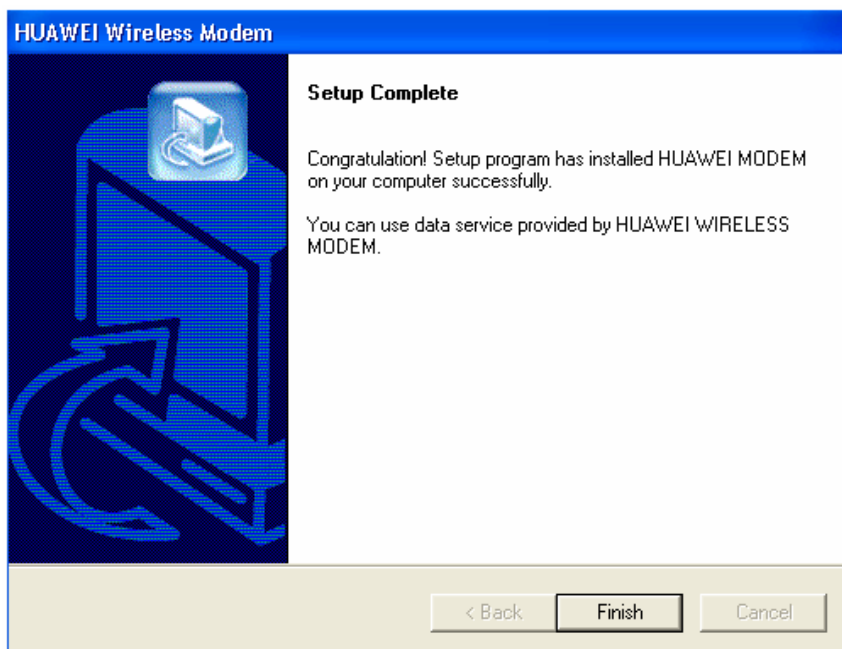 HUAWEI Wireless Modem
Setup Complete
Congratulation! Setup program has installed HUAWEI MODEM
on your computer successfully.
You can use data service provided by HUAWEI WIRELESS
MODEM.
< Back
Finish
Cancel